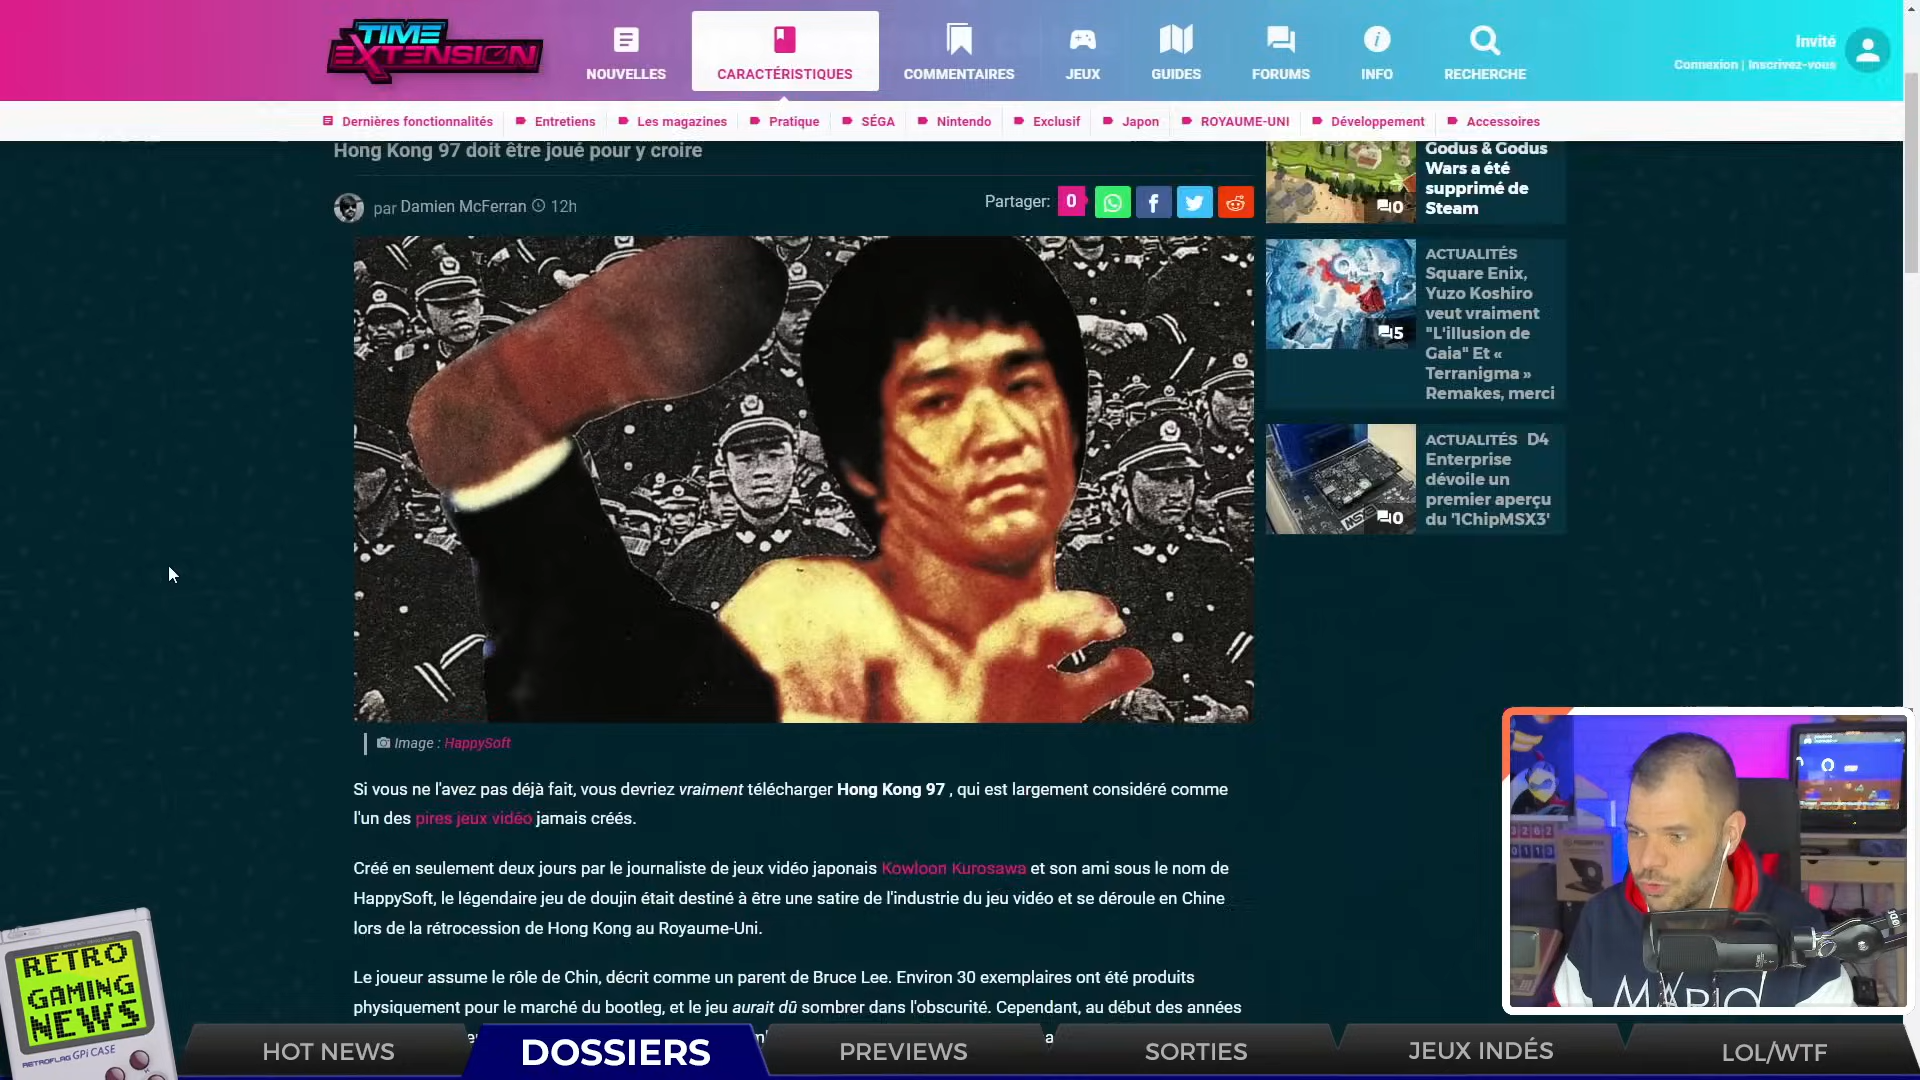 TIME EXTENSION
NOUVELLES
CARACTÉRISTIQUES
COMMENTAIRES
JEUX
GUIDES
FORUMS
INFO
RECHERCHE
Invité
Connexion | Inscrivez-vous
Dernières fonctionnalités
Entretiens
Les magazines
Pratique
SÉGA
Nintendo
Exclusif
Japon
ROYAUME-UNI
Développement
Accessoires
Hong Kong 97 doit être joué pour y croire
par Damien McFerran 12h
Partager: 0
Godus & Godus
Wars a été
supprimé de
Steam
0
ACTUALITÉS
Square Enix,
Yuzo Koshiro
veut vraiment
"L'illusion de
Gaia" Et «
Terranigma »
Remakes, merci
5
ACTUALITÉS D4
Enterprise
dévoile un
premier aperçu
du '1ChipMSX3'
0
Image : HappySoft
Si vous ne l'avez pas déjà fait, vous devriez vraiment télécharger Hong Kong 97 , qui est largement considéré comme
l'un des pires jeux vidéo jamais créés.
Créé en seulement deux jours par le journaliste de jeux vidéo japonais Kowloon Kurosawa et son ami sous le nom de
HappySoft, le légendaire jeu de doujin était destiné à être une satire de l'industrie du jeu vidéo et se déroule en Chine
lors de la rétrocession de Hong Kong au Royaume-Uni.
Le joueur assume le rôle de Chin, décrit comme un parent de Bruce Lee. Environ 30 exemplaires ont été produits
physiquement pour le marché du bootleg, et le jeu aurait dû sombrer dans l'obscurité. Cependant, au début des années
MARIO
RETRO
GAMING
NEWS
RETROFLAG GPi CASE
HOT NEWS
DOSSIERS
PREVIEWS
SORTIES
JEUX INDÉS
LOL/WTF